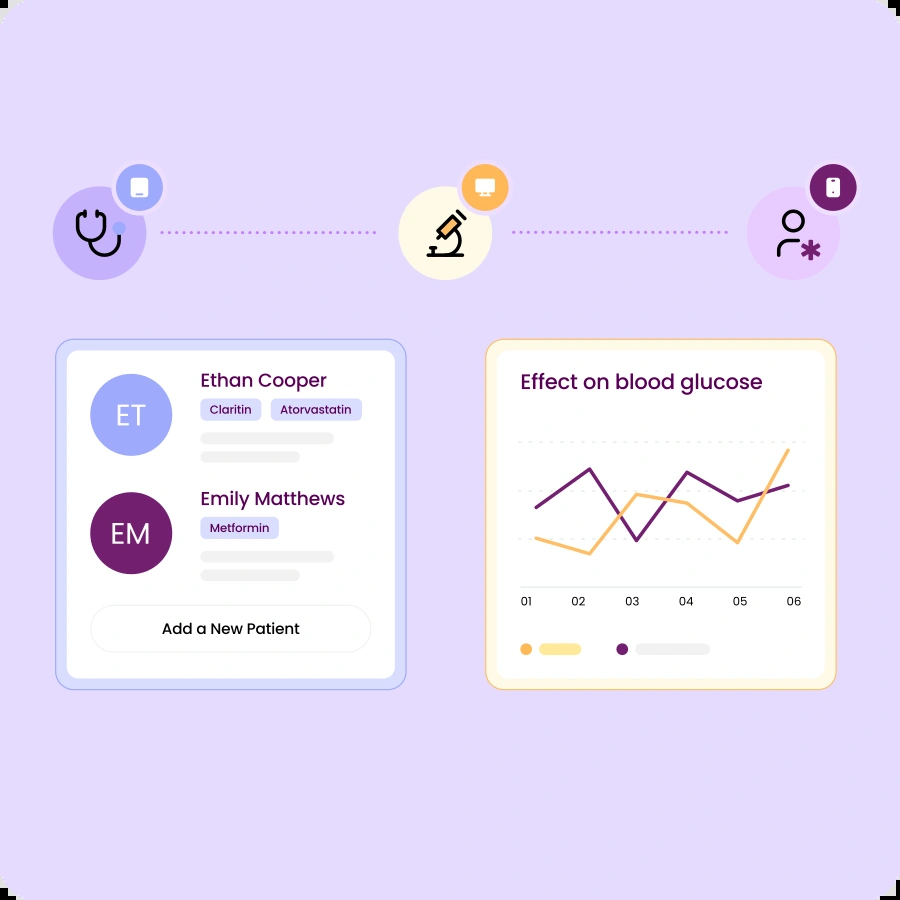 ET
Ethan Cooper
Claritin Atorvastatin
EM
Emily Matthews
Metformin
Add a New Patient
Effect on blood glucose
01 02 03 04 05 06